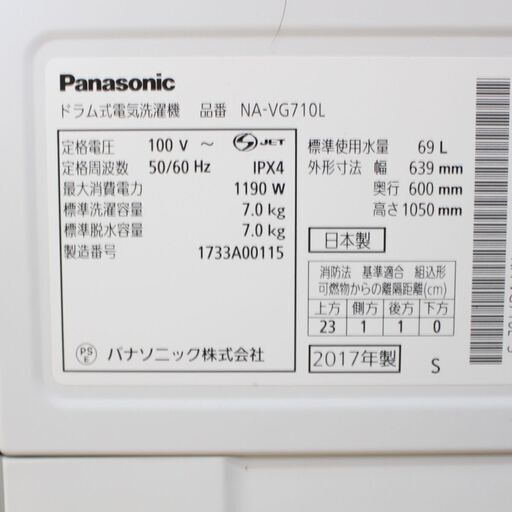 Panasonic
ドラム式電気洗濯機 品番 NA-VG710L
定格電圧 100 V ~ S JET
定格周波数 50/60 Hz IPX4
最大消費電力 1190 W
標準洗濯容量 7.0 kg
標準脱水容量 7.0 kg
製造番号 1733A00115
PSE パナソニック株式会社
標準使用水量 69 L
外形寸法 幅 639 mm
奥行 600 mm
高さ 1050 mm
日本製
消防法 基準適合 組込形
可燃物からの離隔距離(cm)
上方 側方 後方 下方
23 1 1 0
2017年製 S